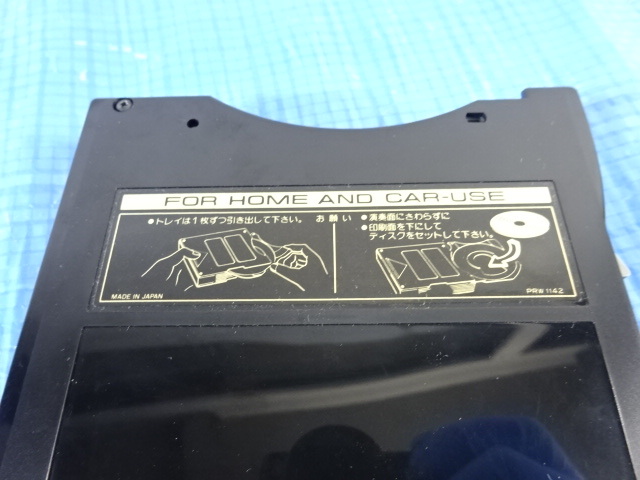 FOR HOME AND CAR-USE
●トレイは1枚ずつ引き出して下さい。
お願い
●演奏面にさわらずに
●印刷面を下にして
ディスクをセットして下さい。
MADE IN JAPAN
PRW 1142